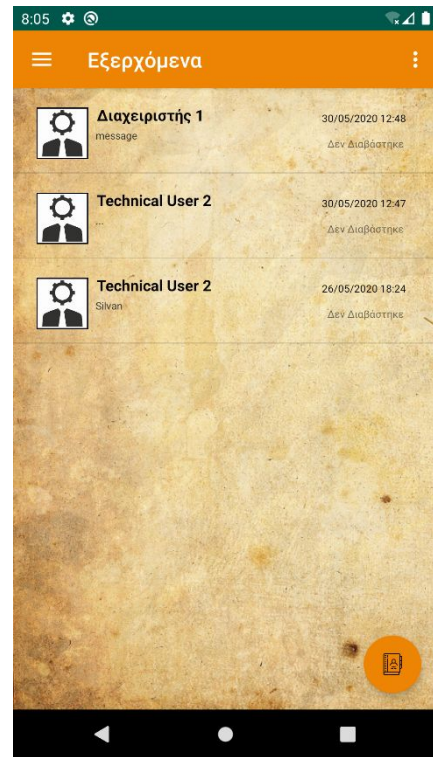 8:05
Εξερχόμενα
Διαχειριστής 1
30/05/2020 12:48
message
Δεν Διαβάστηκε
Technical User 2
30/05/2020 12:47
...
Δεν Διαβάστηκε
Technical User 2
26/05/2020 18:24
Silvan
Δεν Διαβάστηκε